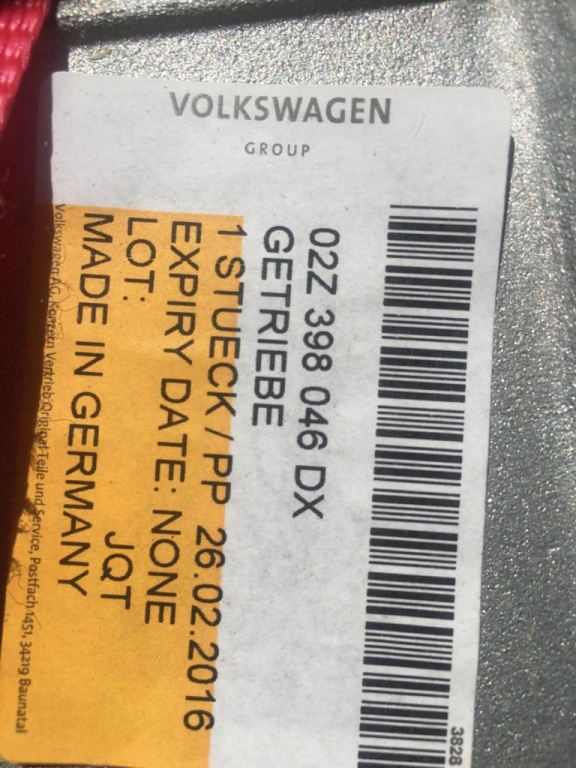 VOLKSWAGEN
GROUP
02Z 398 046 DX
GETRIEBE
1 STUECK / PP 26.02.2016
EXPIRY DATE: NONE
LOT: JQT
MADE IN GERMANY
Volkswagen AG, Konzern Vertrieb Original Teile und Service, Postfach 1451, 34219 Baunatal
3828